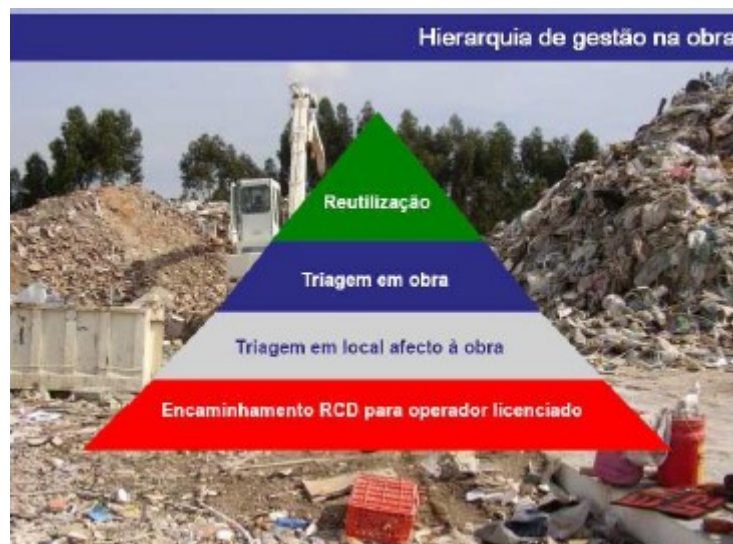 Hierarquia de gestão na obra
Reutilização
Triagem em obra
Triagem em local afecto à obra
Encaminhamento RCD para operador licenciado